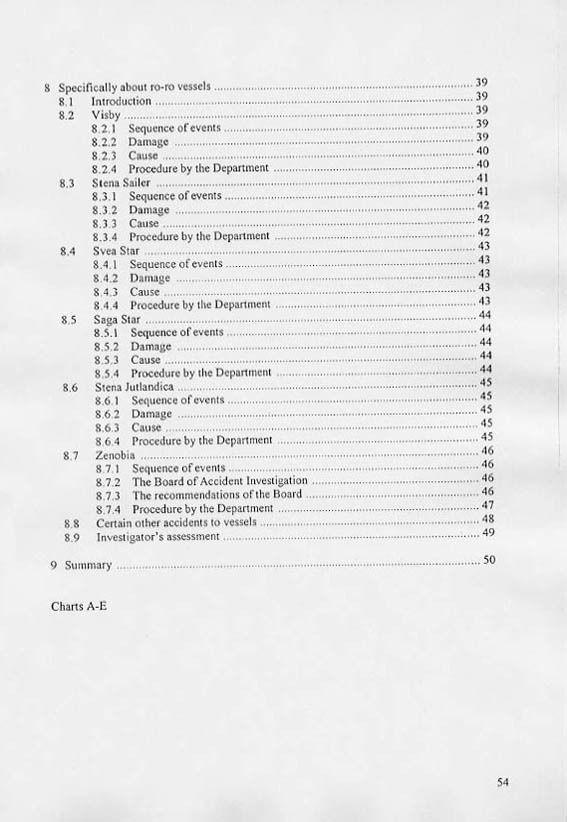 8 Specifically about ro-ro vessels ........ 39
8.1 Introduction ........ 39
8.2 Visby ........ 39
8.2.1 Sequence of events ........ 39
8.2.2 Damage ........ 39
8.2.3 Cause ........ 40
8.2.4 Procedure by the Department ........ 40
8.3 Stena Sailer ........ 41
8.3.1 Sequence of events ........ 41
8.3.2 Damage ........ 42
8.3.3 Cause ........ 42
8.3.4 Procedure by the Department ........ 42
8.4 Svea Star ........ 43
8.4.1 Sequence of events ........ 43
8.4.2 Damage ........ 43
8.4.3 Cause ........ 43
8.4.4 Procedure by the Department ........ 43
8.5 Saga Star ........ 44
8.5.1 Sequence of events ........ 44
8.5.2 Damage ........ 44
8.5.3 Cause ........ 44
8.5.4 Procedure by the Department ........ 44
8.6 Stena Jutlandica ........ 45
8.6.1 Sequence of events ........ 45
8.6.2 Damage ........ 45
8.6.3 Cause ........ 45
8.6.4 Procedure by the Department ........ 45
8.7 Zenobia ........ 46
8.7.1 Sequence of events ........ 46
8.7.2 The Board of Accident Investigation ........ 46
8.7.3 The recommendations of the Board ........ 46
8.7.4 Procedure by the Department ........ 47
8.8 Certain other accidents to vessels ........ 48
8.9 Investigator's assessment ........ 49
9 Summary ........ 50
Charts A-E
54